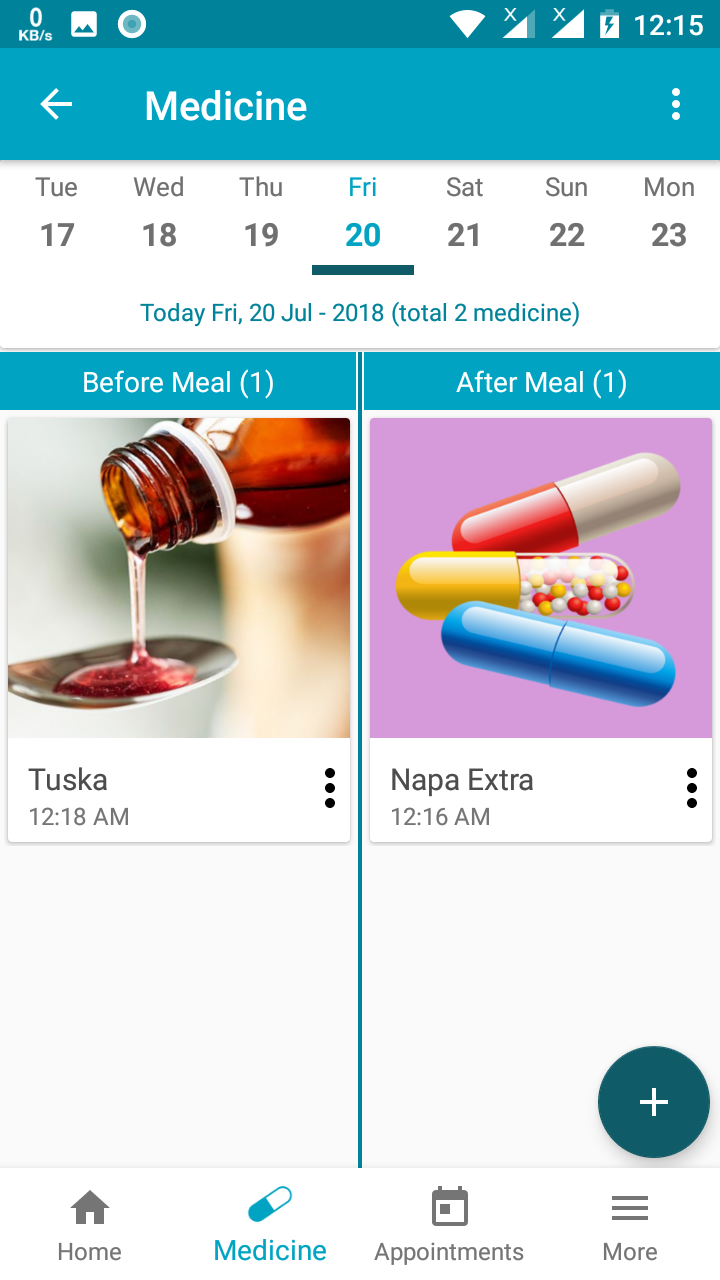 0
KB/s
X
X
12:15
Medicine
Tue Wed Thu Fri Sat Sun Mon
17 18 19 20 21 22 23
Today Fri, 20 Jul - 2018 (total 2 medicine)
Before Meal (1)
After Meal (1)
Tuska
12:18 AM
Napa Extra
12:16 AM
Home
Medicine
Appointments
More